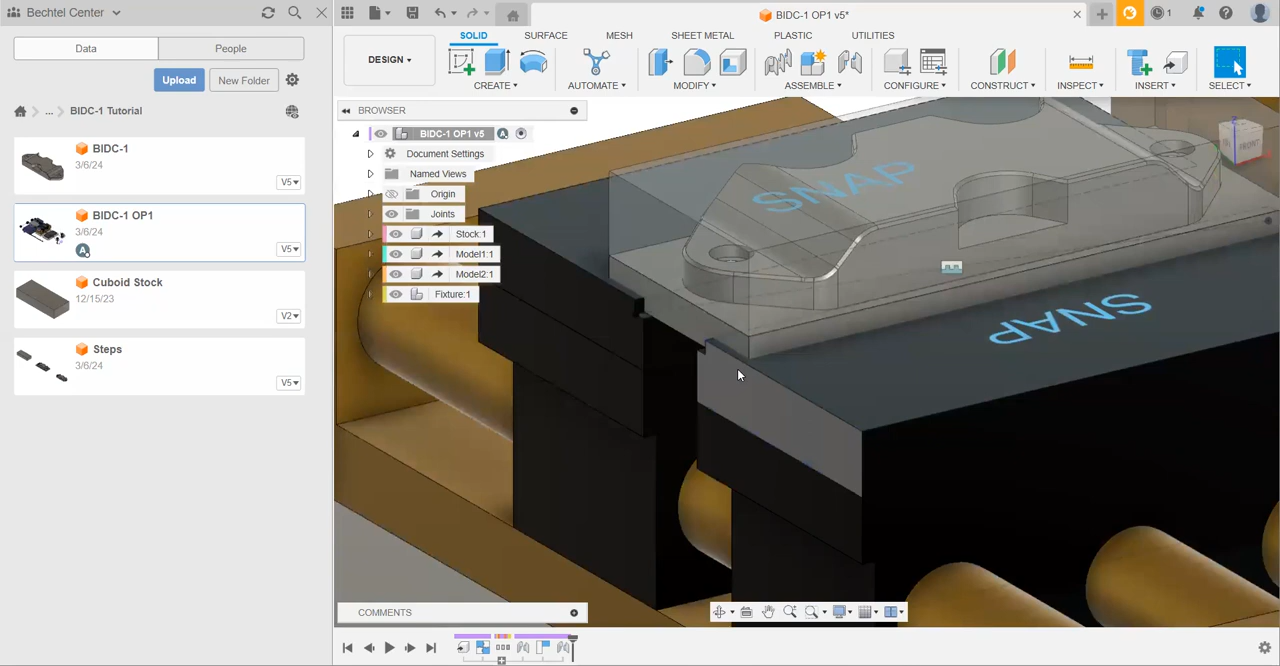 Bechtel Center
BIDC-1 OP1 v5*
1
Data
People
Upload
New Folder
... BIDC-1 Tutorial
BIDC-1
3/6/24
V5
BIDC-1 OP1
3/6/24
A
V5
Cuboid Stock
12/15/23
V2
Steps
3/6/24
V5
DESIGN
SOLID
SURFACE
MESH
SHEET METAL
PLASTIC
UTILITIES
CREATE
AUTOMATE
MODIFY
ASSEMBLE
CONFIGURE
CONSTRUCT
INSPECT
INSERT
SELECT
BROWSER
BIDC-1 OP1 v5
A
Document Settings
Named Views
Origin
Joints
Stock:1
Model1:1
Model2:1
Fixture:1
SNAP
SNAP
FRONT
Z
COMMENTS